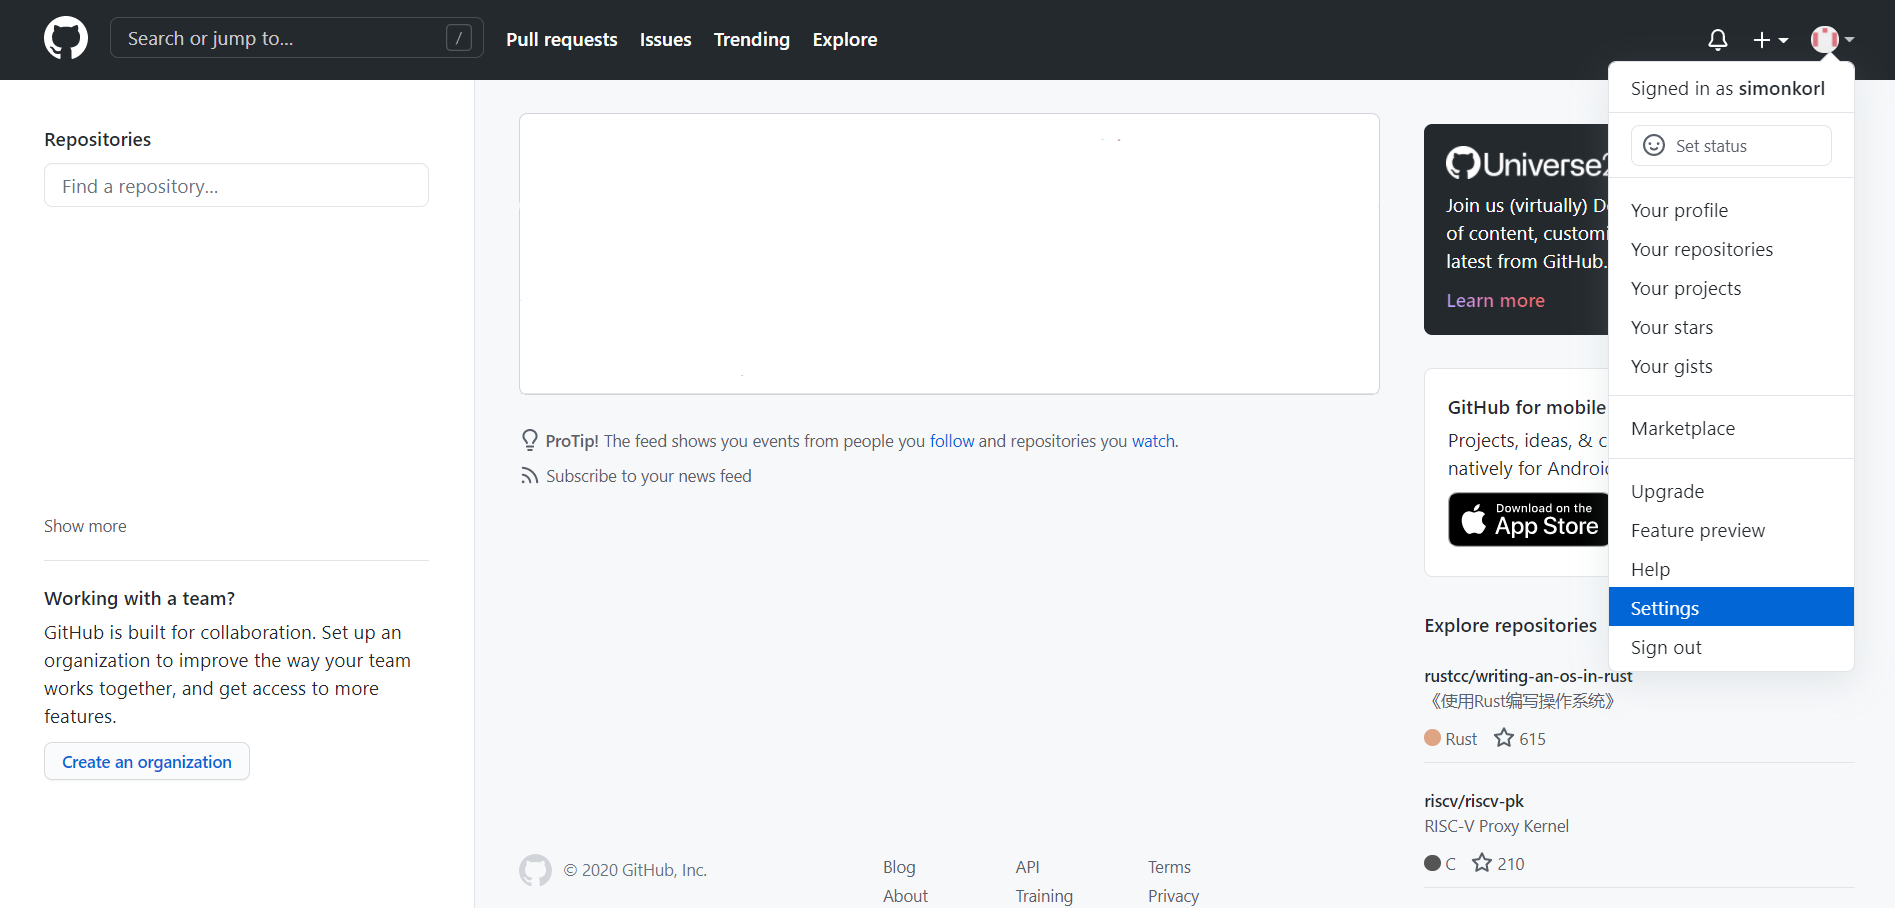 Search or jump to...
/
Pull requests
Issues
Trending
Explore
Signed in as simonkorl
Set status
Your profile
Your repositories
Your projects
Your stars
Your gists
Marketplace
Upgrade
Feature preview
Help
Settings
Sign out
Repositories
Find a repository...
Show more
Working with a team?
GitHub is built for collaboration. Set up an
organization to improve the way your team
works together, and get access to more
features.
Create an organization
ProTip! The feed shows you events from people you follow and repositories you watch.
Subscribe to your news feed
© 2020 GitHub, Inc.
Blog
About
API
Training
Terms
Privacy
Universe
Join us (virtually)
of content,
latest from GitHub.
Learn more
GitHub for mobile
Projects, ideas, &
natively for
Download on the
App Store
Explore repositories
rustcc/writing-an-os-in-rust
《使用Rust编写操作系统》
Rust
615
riscv/riscv-pk
RISC-V Proxy Kernel
C
210